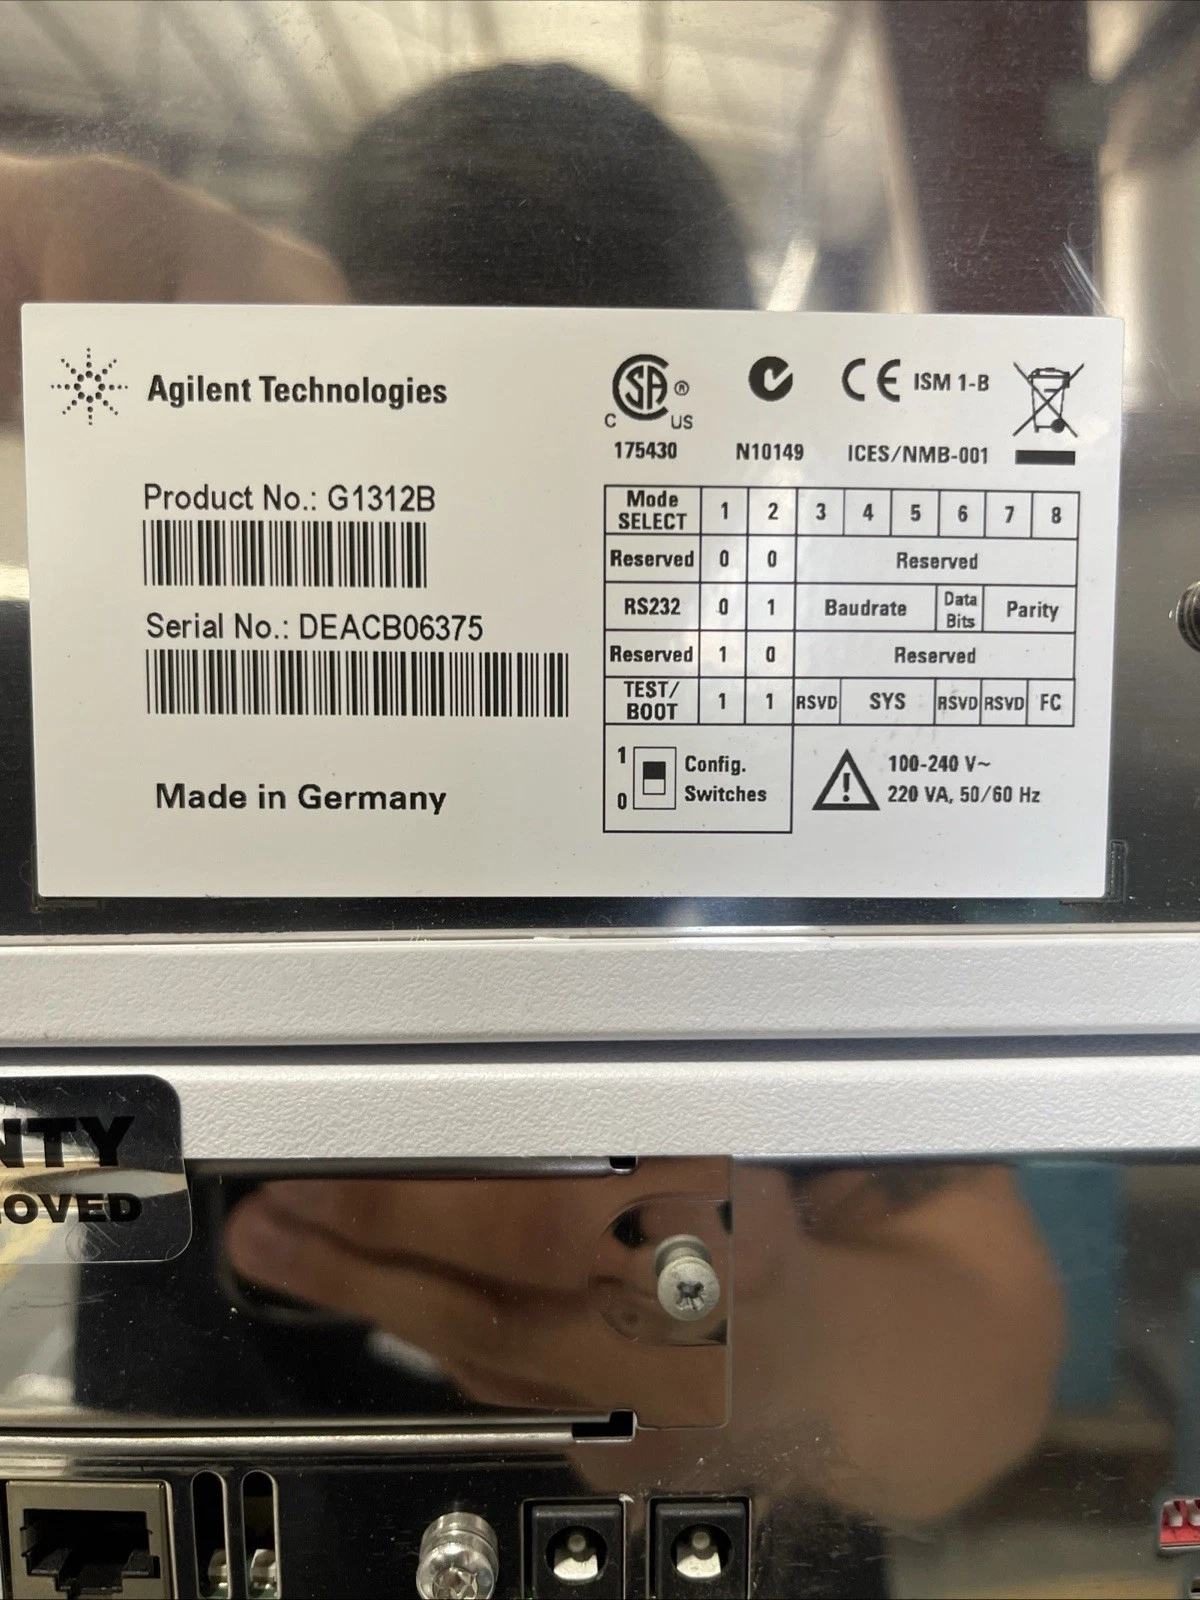 Agilent Technologies
Product No.: G1312B
Serial No.: DEACB06375
Made in Germany
SA ®
C US
175430
N10149
CE ISM 1-B
ICES/NMB-001
Mode SELECT 1 2 3 4 5 6 7 8
Reserved 0 0 Reserved
RS232 0 1 Baudrate Data Bits Parity
Reserved 1 0 Reserved
TEST/BOOT 1 1 RSVD SYS RSVD RSVD FC
1
0
Config.
Switches
100-240 V~
220 VA, 50/60 Hz
NTY
OVED